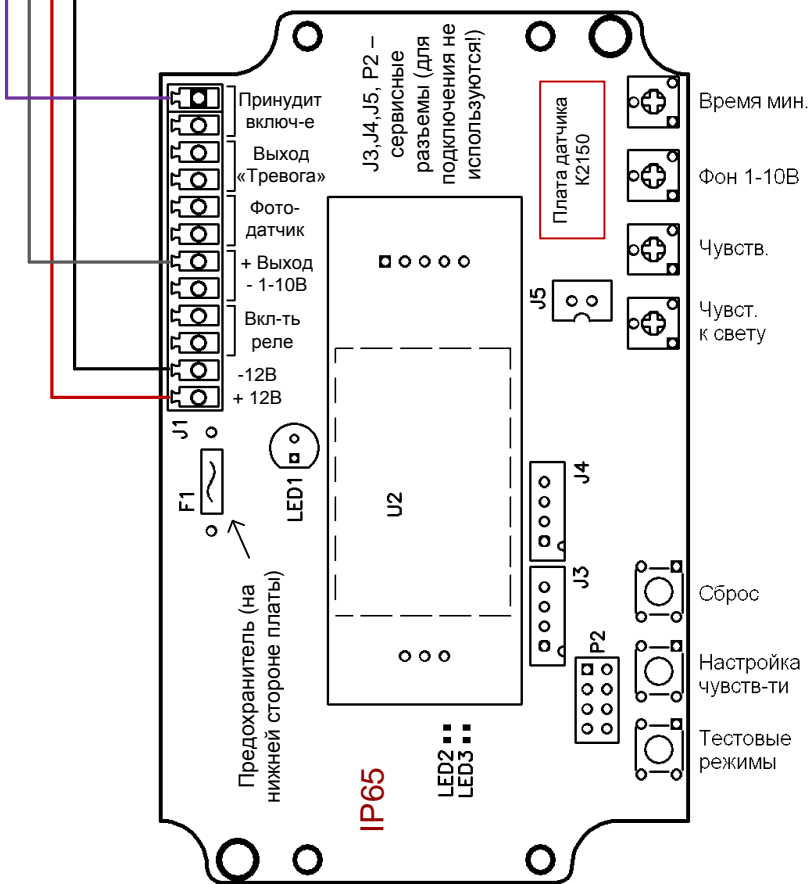 Принудит
включ-е
Выход
«Тревога»
Фото-
датчик
+ Выход
- 1-10В
Вкл-ть
реле
-12В
+ 12В
J1
F1
LED1
Предохранитель (на
нижней стороне платы)
J3,J4,J5, P2 –
сервисные
разъемы (для
подключения не
используются!)
Плата датчика
К2150
J5
U2
J4
J3
P2
LED2
LED3
IP65
Время мин.
Фон 1-10В
Чувств.
Чувст.
к свету
Сброс
Настройка
чувств-ти
Тестовые
режимы